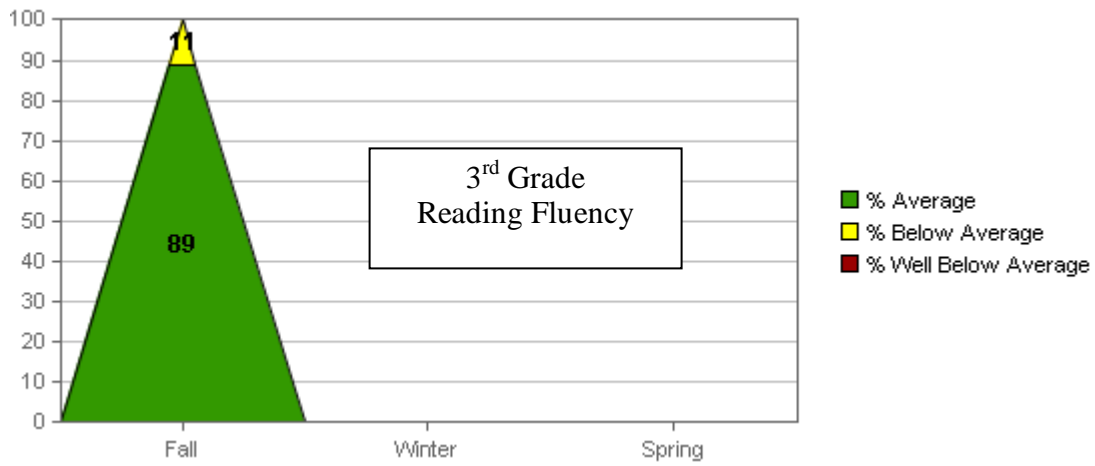 100
90
80
70
60
50
40
30
20
10
0
11
89
3rd Grade
Reading Fluency
Fall
Winter
Spring
% Average
% Below Average
% Well Below Average